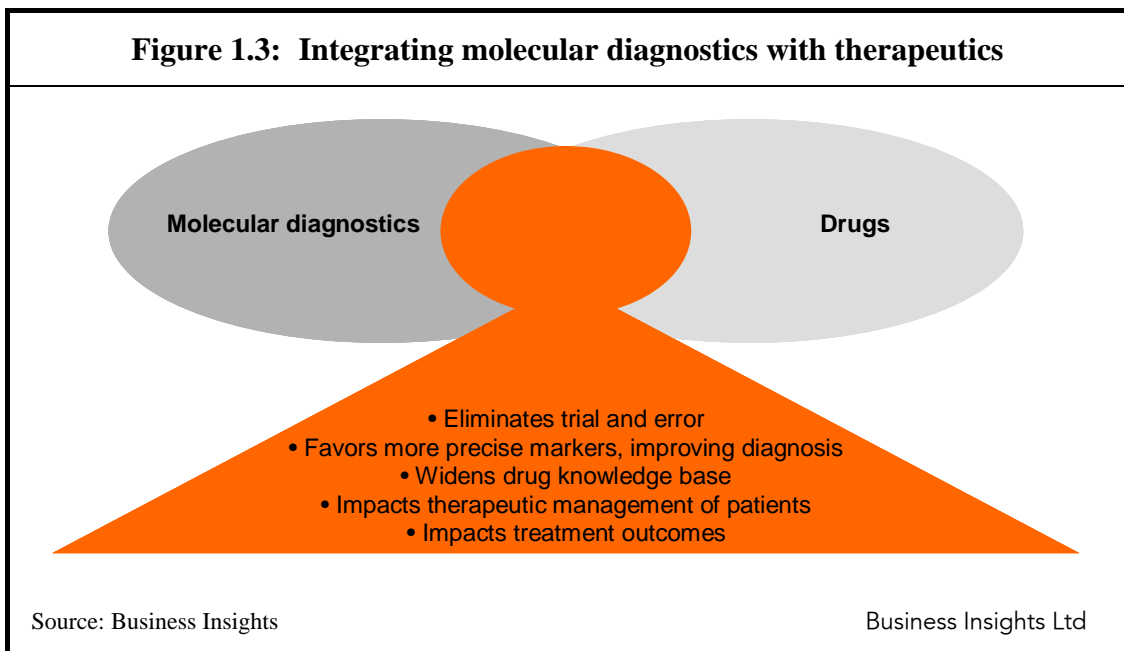 Figure 1.3: Integrating molecular diagnostics with therapeutics
Molecular diagnostics
Drugs
• Eliminates trial and error
• Favors more precise markers, improving diagnosis
• Widens drug knowledge base
• Impacts therapeutic management of patients
• Impacts treatment outcomes
Source: Business Insights
Business Insights Ltd